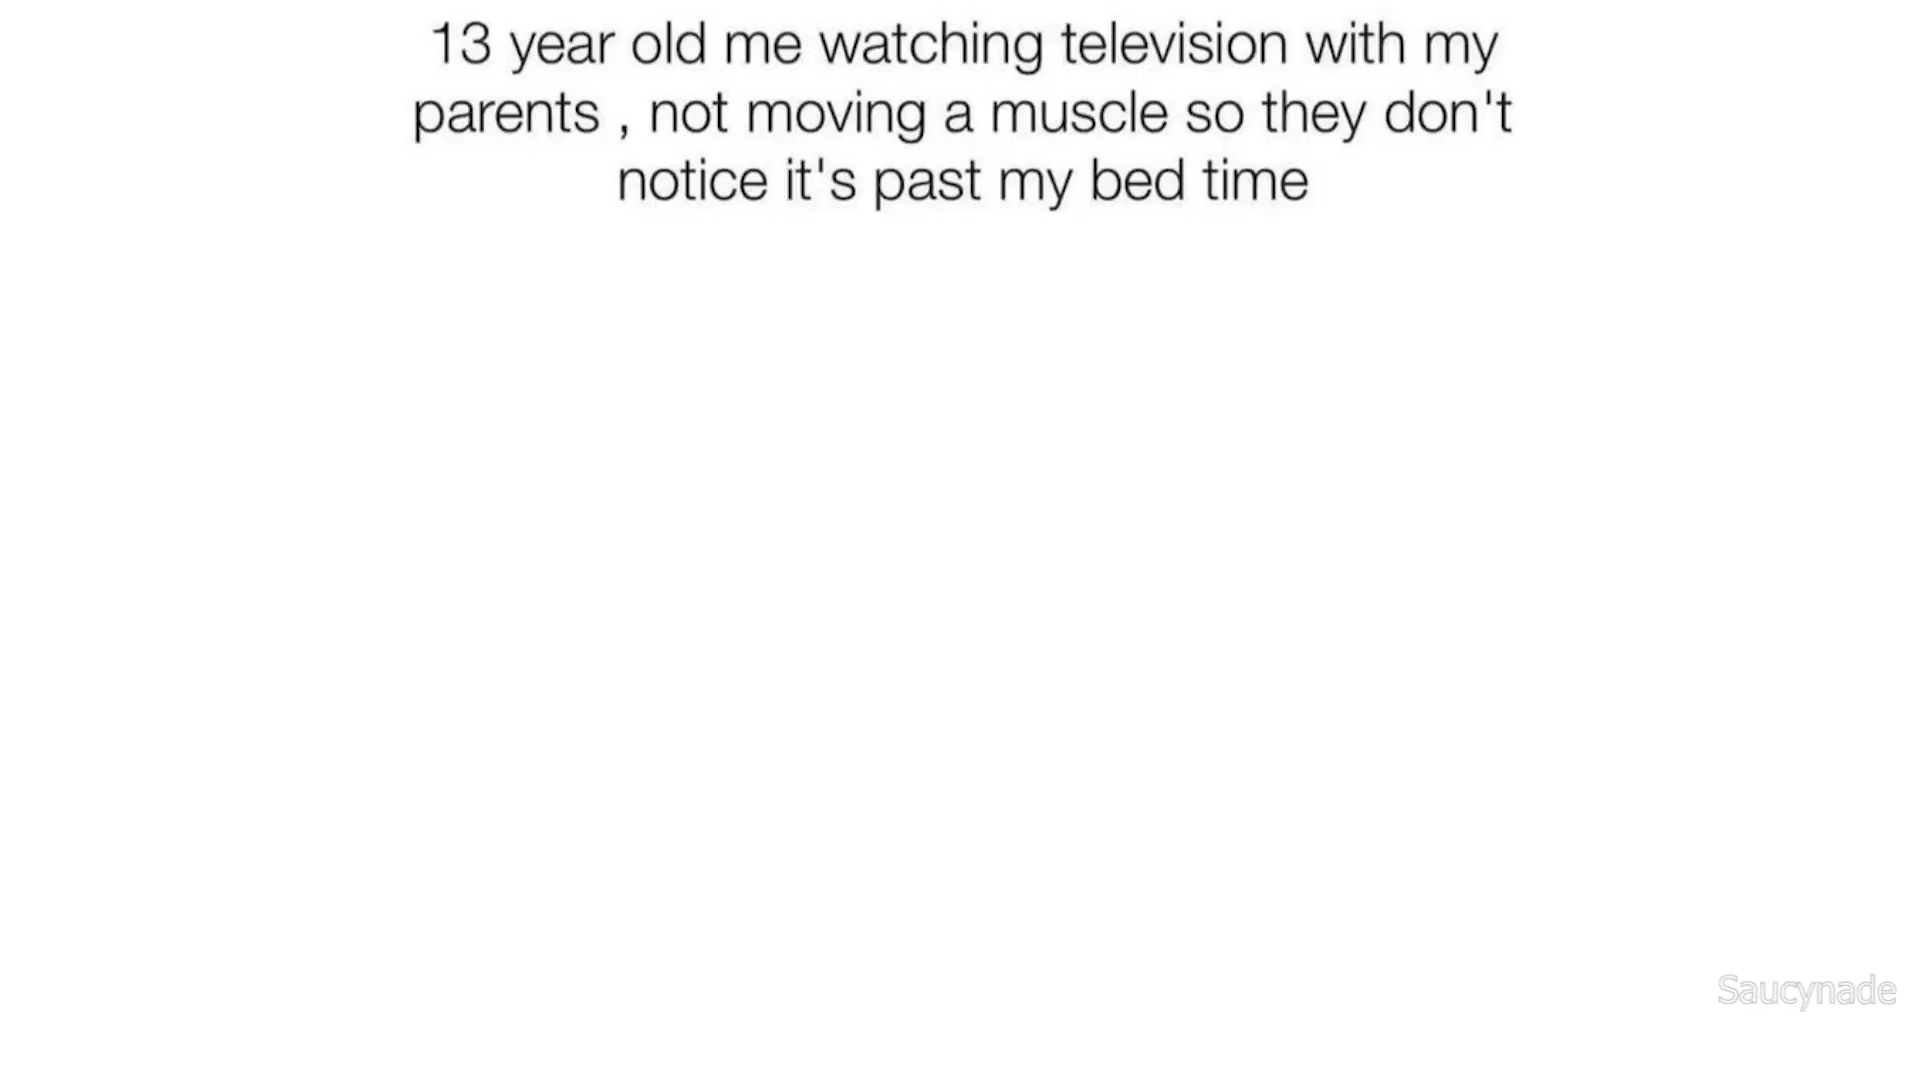 13 year old me watching television with my
parents , not moving a muscle so they don't
notice it's past my bed time
Saucynade